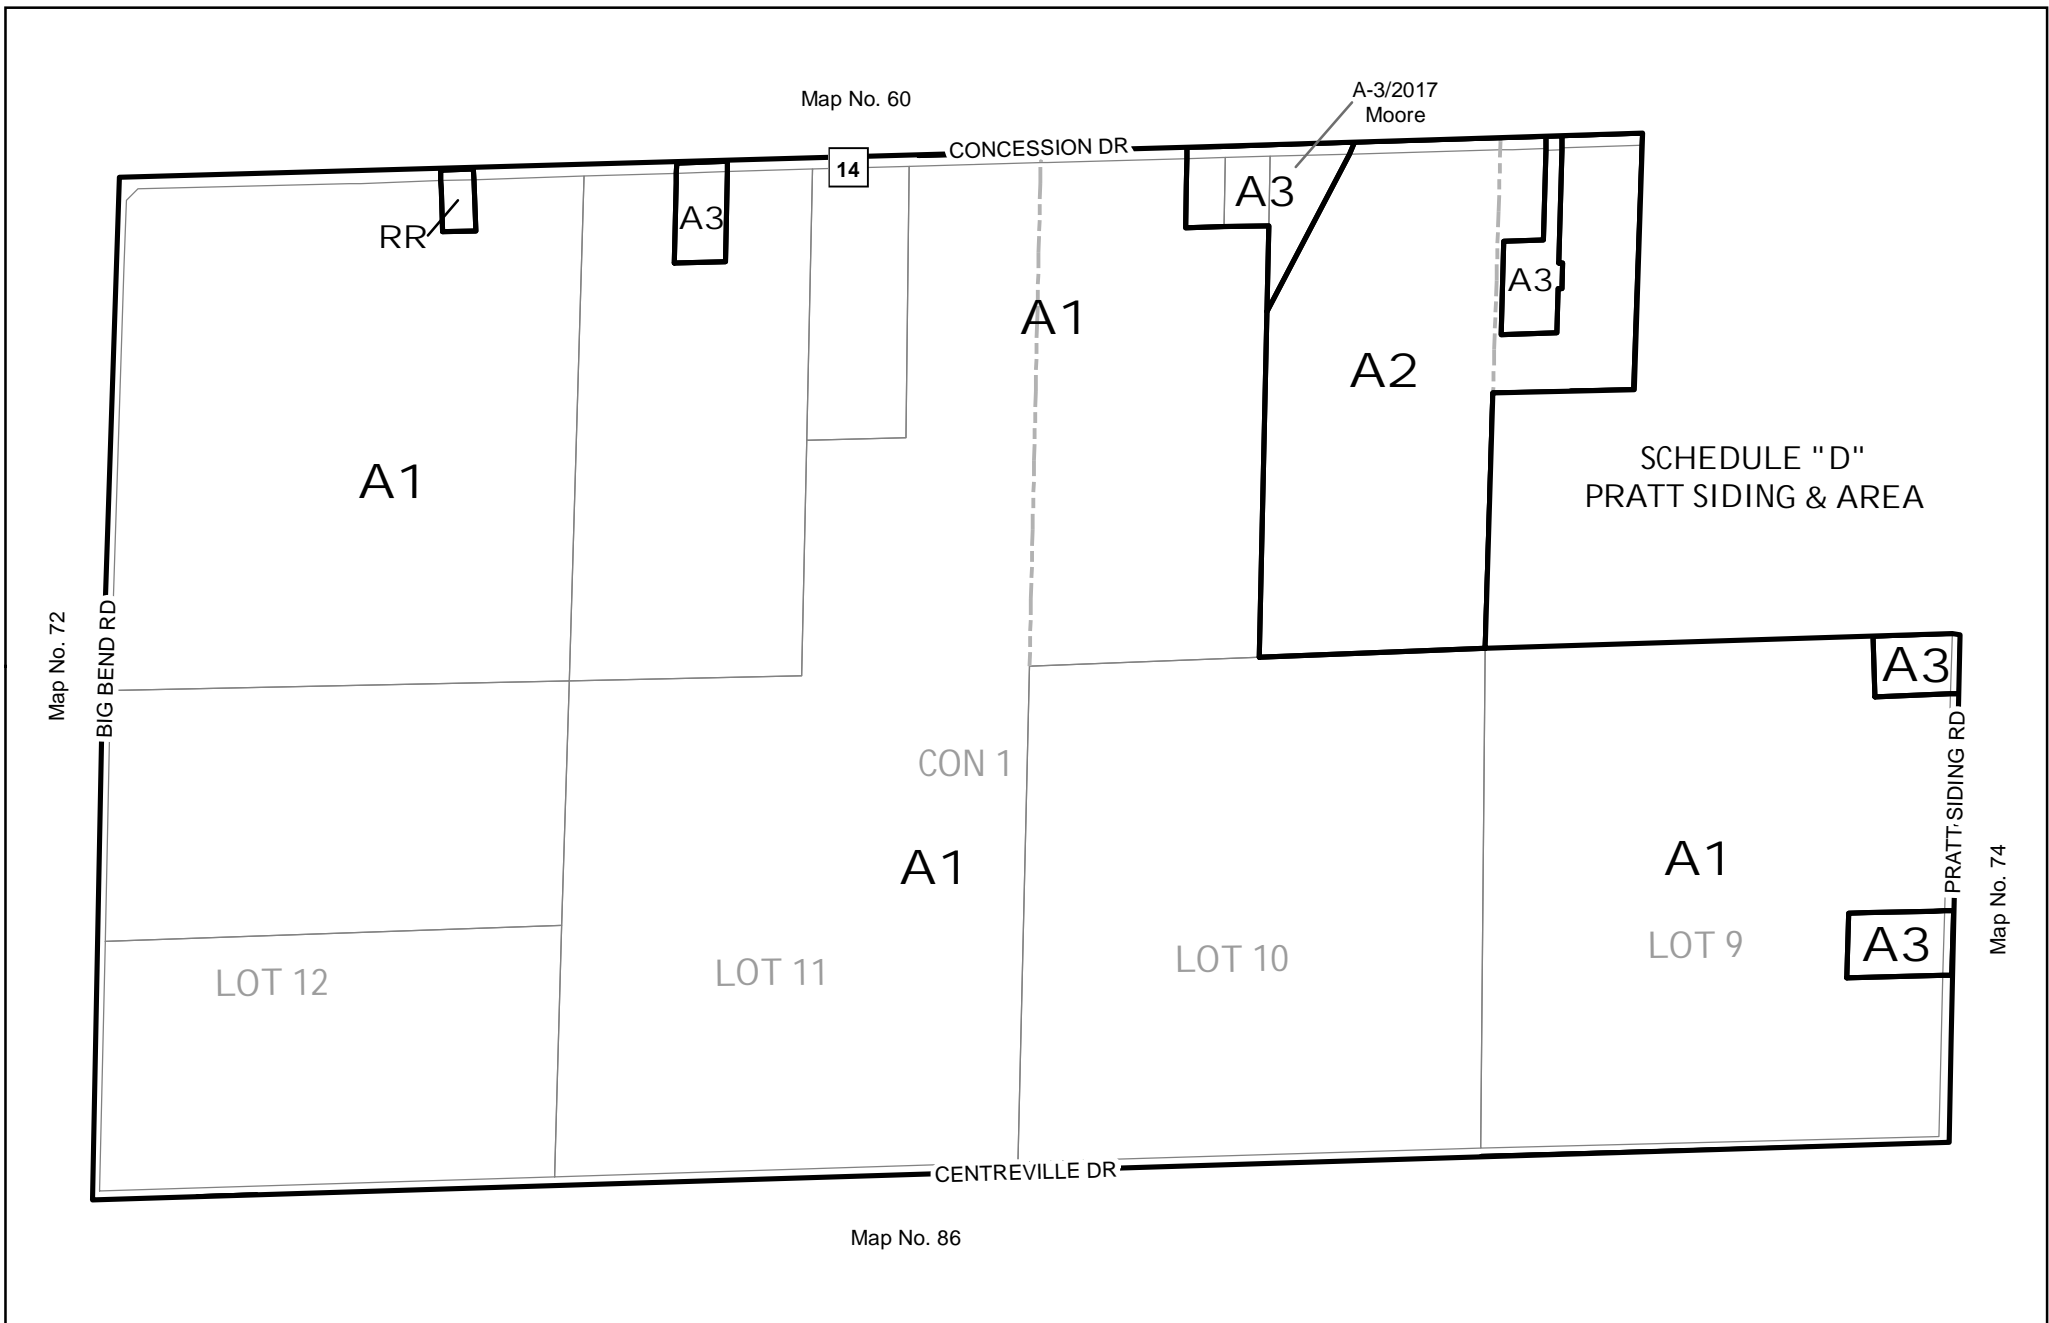 Map No. 60
A-3/2017
Moore
CONCESSION DR
14
RR
A3
A3
A3
A1
A2
A1
SCHEDULE "D"
PRATT SIDING & AREA
Map No. 72
BIG BEND RD
A3
PRATT SIDING RD
CON 1
A1
A1
Map No. 74
A3
LOT 12
LOT 11
LOT 10
LOT 9
CENTREVILLE DR
Map No. 86